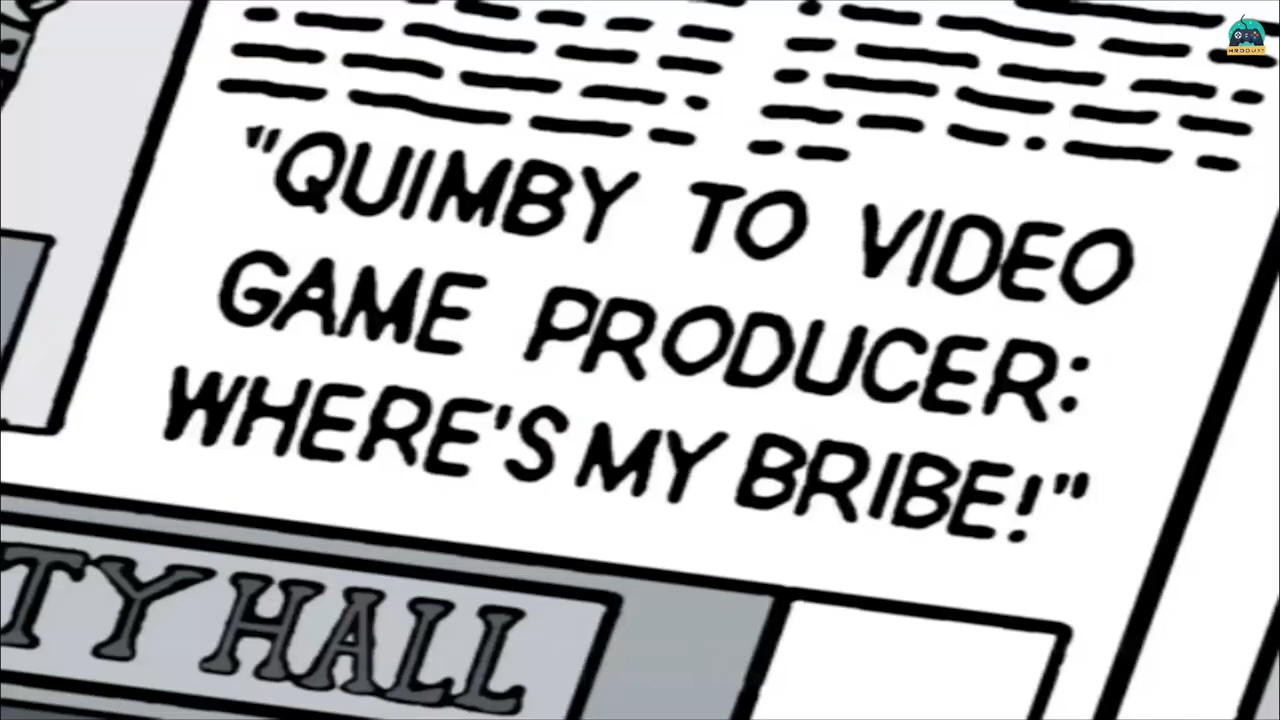 "QUIMBY TO VIDEO
GAME PRODUCER:
WHERE'S MY BRIBE!"
TY HALL